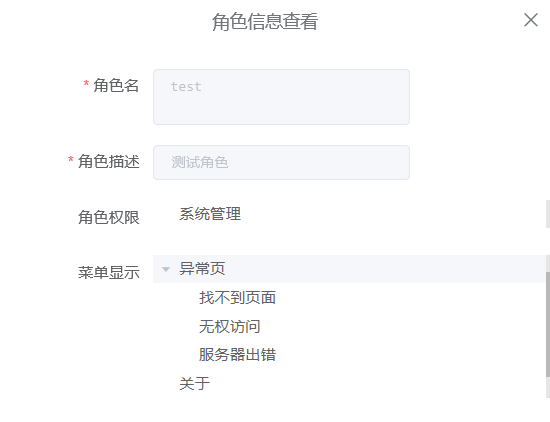 角色信息查看
* 角色名
test
* 角色描述
测试角色
角色权限
系统管理
菜单显示
异常页
找不到页面
无权访问
服务器出错
关于